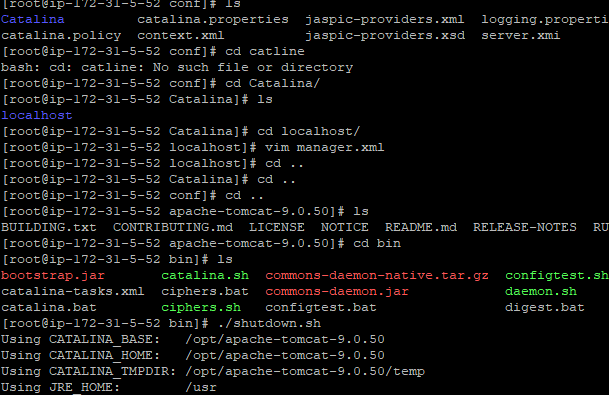 [root@ip-172-31-5-52 conf]# ls
Catalina catalina.properties jaspic-providers.xml logging.properti
catalina.policy context.xml jaspic-providers.xsd server.xmi
[root@ip-172-31-5-52 conf]# cd catline
bash: cd: catline: No such file or directory
[root@ip-172-31-5-52 conf]# cd Catalina/
[root@ip-172-31-5-52 Catalina]# ls
localhost
[root@ip-172-31-5-52 Catalina]# cd localhost/
[root@ip-172-31-5-52 localhost]# vim manager.xml
[root@ip-172-31-5-52 localhost]# cd ..
[root@ip-172-31-5-52 Catalina]# cd ..
[root@ip-172-31-5-52 conf]# cd ..
[root@ip-172-31-5-52 apache-tomcat-9.0.50]# ls
BUILDING.txt CONTRIBUTING.md LICENSE NOTICE README.md RELEASE-NOTES RU
[root@ip-172-31-5-52 apache-tomcat-9.0.50]# cd bin
[root@ip-172-31-5-52 bin]# ls
bootstrap.jar catalina.sh commons-daemon-native.tar.gz configtest.sh
catalina-tasks.xml ciphers.bat commons-daemon.jar daemon.sh
catalina.bat ciphers.sh configtest.bat digest.bat
[root@ip-172-31-5-52 bin]# ./shutdown.sh
Using CATALINA_BASE: /opt/apache-tomcat-9.0.50
Using CATALINA_HOME: /opt/apache-tomcat-9.0.50
Using CATALINA_TMPDIR: /opt/apache-tomcat-9.0.50/temp
Using JRE_HOME: /usr